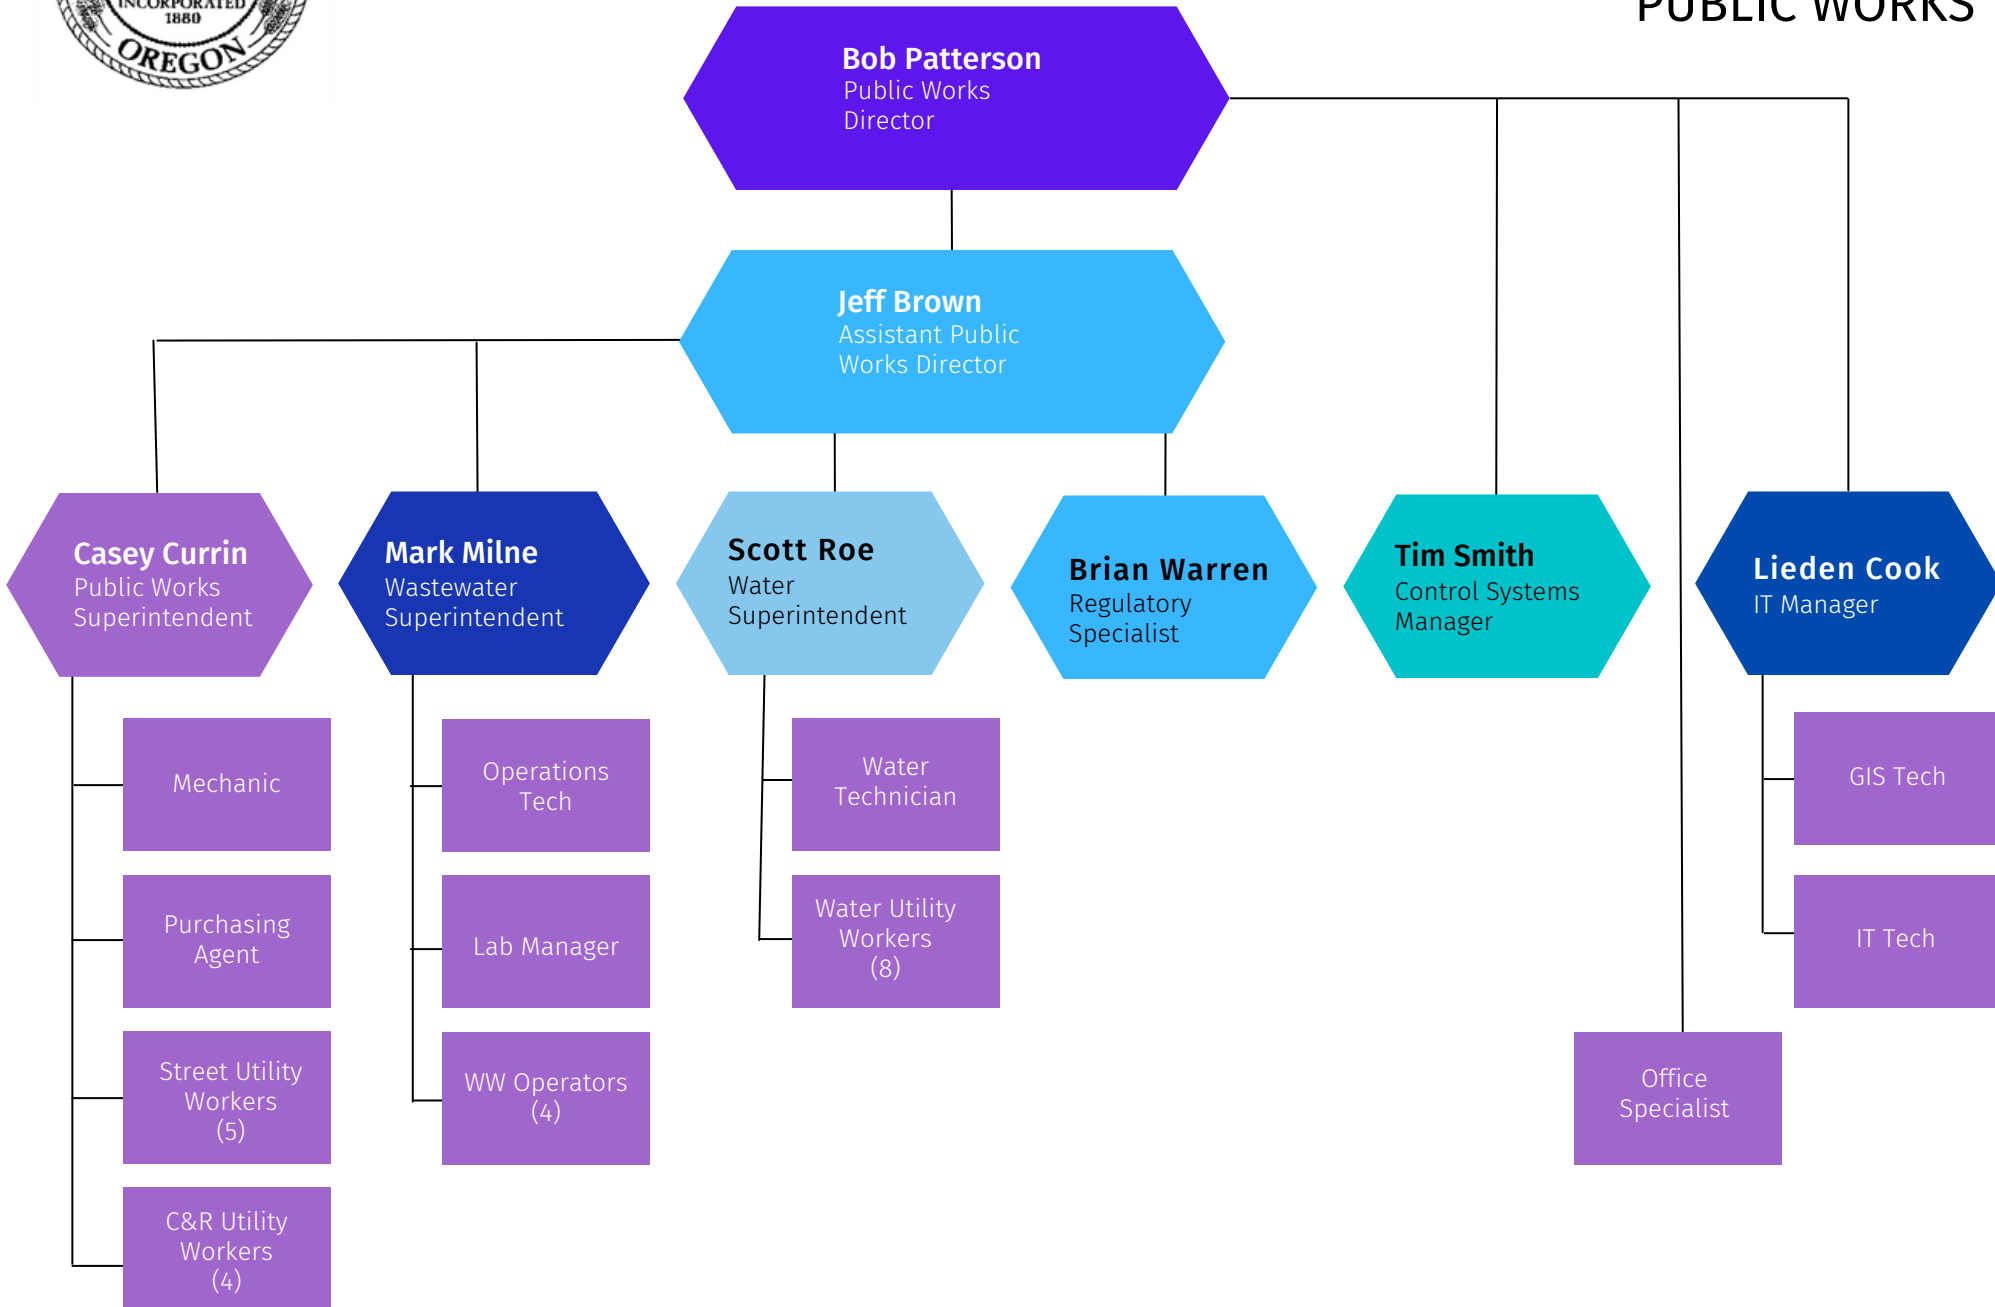 INCORPORATED
1880
OREGON
PUBLIC WORKS
Bob Patterson
Public Works
Director
Jeff Brown
Assistant Public
Works Director
Casey Currin
Public Works
Superintendent
Mark Milne
Wastewater
Superintendent
Scott Roe
Water
Superintendent
Brian Warren
Regulatory
Specialist
Tim Smith
Control Systems
Manager
Lieden Cook
IT Manager
Mechanic
Purchasing
Agent
Street Utility
Workers
(5)
C&R Utility
Workers
(4)
Operations
Tech
Lab Manager
WW Operators
(4)
Water
Technician
Water Utility
Workers
(8)
Office
Specialist
GIS Tech
IT Tech